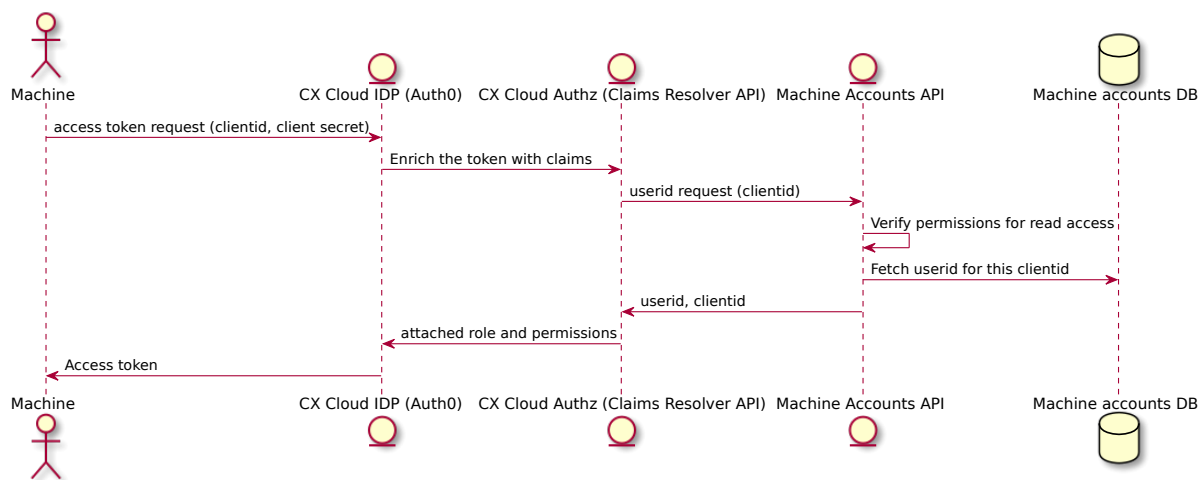 Machine
CX Cloud IDP (Auth0)
CX Cloud Authz (Claims Resolver API)
Machine Accounts API
Machine accounts DB
access token request (clientid, client secret)
Enrich the token with claims
userid request (clientid)
Verify permissions for read access
Fetch userid for this clientid
userid, clientid
attached role and permissions
Access token
Machine
CX Cloud IDP (Auth0)
CX Cloud Authz (Claims Resolver API)
Machine Accounts API
Machine accounts DB